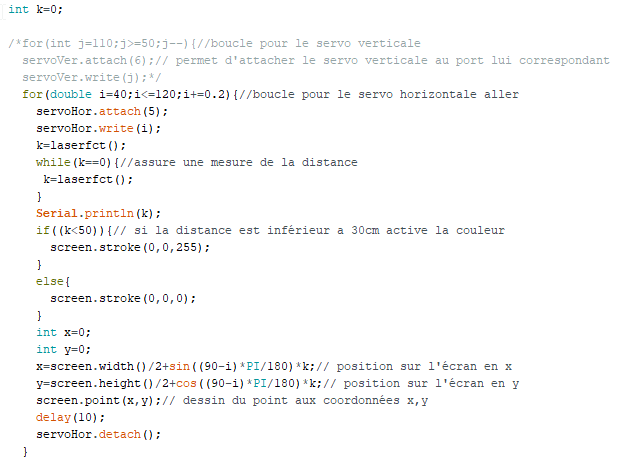 int k=0;
/*for(int j=110;j>=50;j--){//boucle pour le servo verticale
servoVer.attach(6);// permet d'attacher le servo verticale au port lui correspondant
servoVer.write(j);*/
for(double i=40;i<=120;i+=0.2){//boucle pour le servo horizontale aller
servoHor.attach(5);
servoHor.write(i);
k=laserfct();
while(k==0){//assure une mesure de la distance
k=laserfct();
}
Serial.println(k);
if((k<50)){// si la distance est inférieur a 30cm active la couleur
screen.stroke(0,0,255);
}
else{
screen.stroke(0,0,0);
}
int x=0;
int y=0;
x=screen.width()/2+sin((90-i)*PI/180)*k;// position sur l'écran en x
y=screen.height()/2+cos((90-i)*PI/180)*k;// position sur l'écran en y
screen.point(x,y);// dessin du point aux coordonnées x,y
delay(10);
servoHor.detach();
}